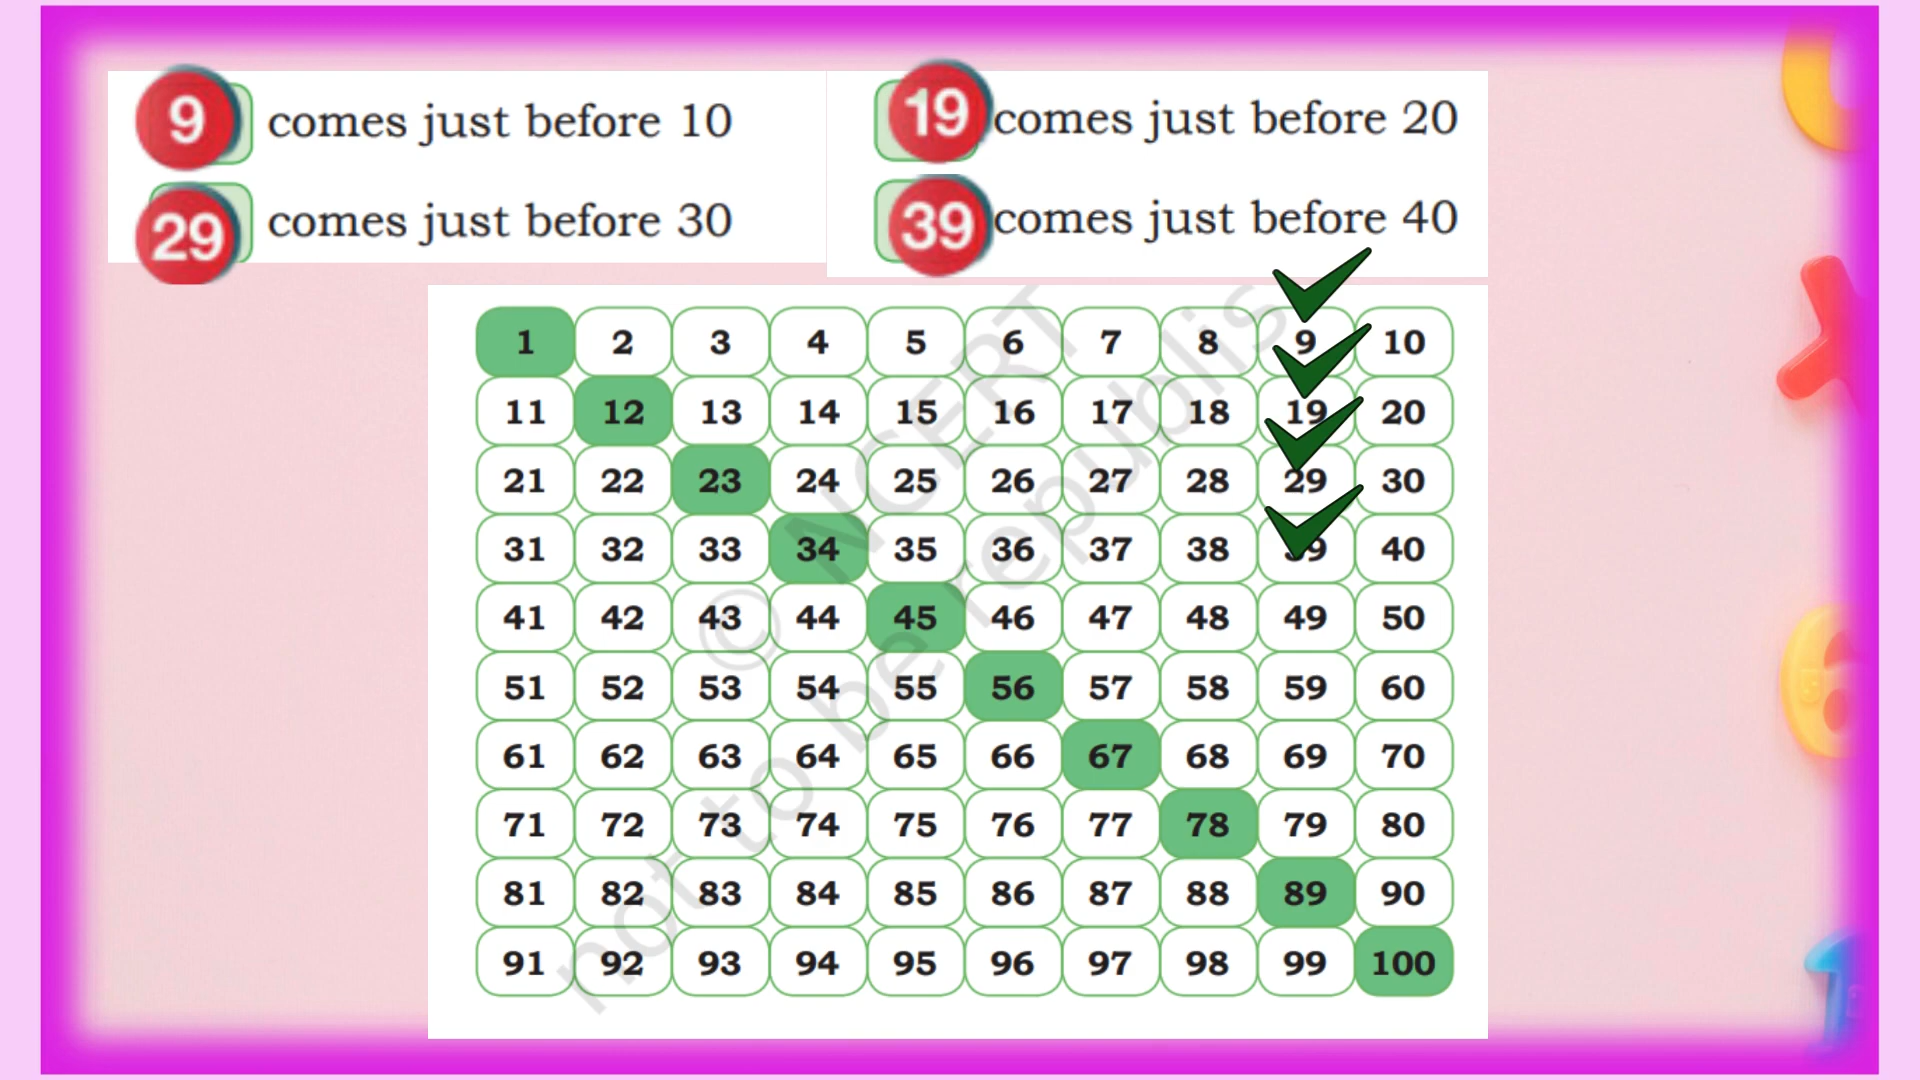 9 comes just before 10
19 comes just before 20
29 comes just before 30
39 comes just before 40
1 2 3 4 5 6 7 8 9 10
11 12 13 14 15 16 17 18 19 20
21 22 23 24 25 26 27 28 29 30
31 32 33 34 35 36 37 38 39 40
41 42 43 44 45 46 47 48 49 50
51 52 53 54 55 56 57 58 59 60
61 62 63 64 65 66 67 68 69 70
71 72 73 74 75 76 77 78 79 80
81 82 83 84 85 86 87 88 89 90
91 92 93 94 95 96 97 98 99 100
© NCERT
not to be republis